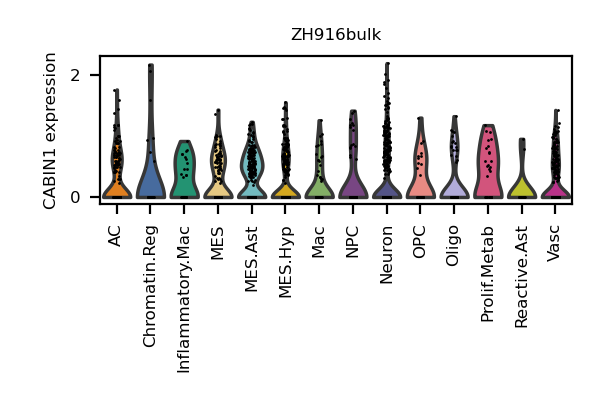 ZH916bulk
CABIN1 expression
2
0
AC
Chromatin.Reg
Inflammatory.Mac
MES
MES.Ast
MES.Hyp
Mac
NPC
Neuron
OPC
Oligo
Prolif.Metab
Reactive.Ast
Vasc